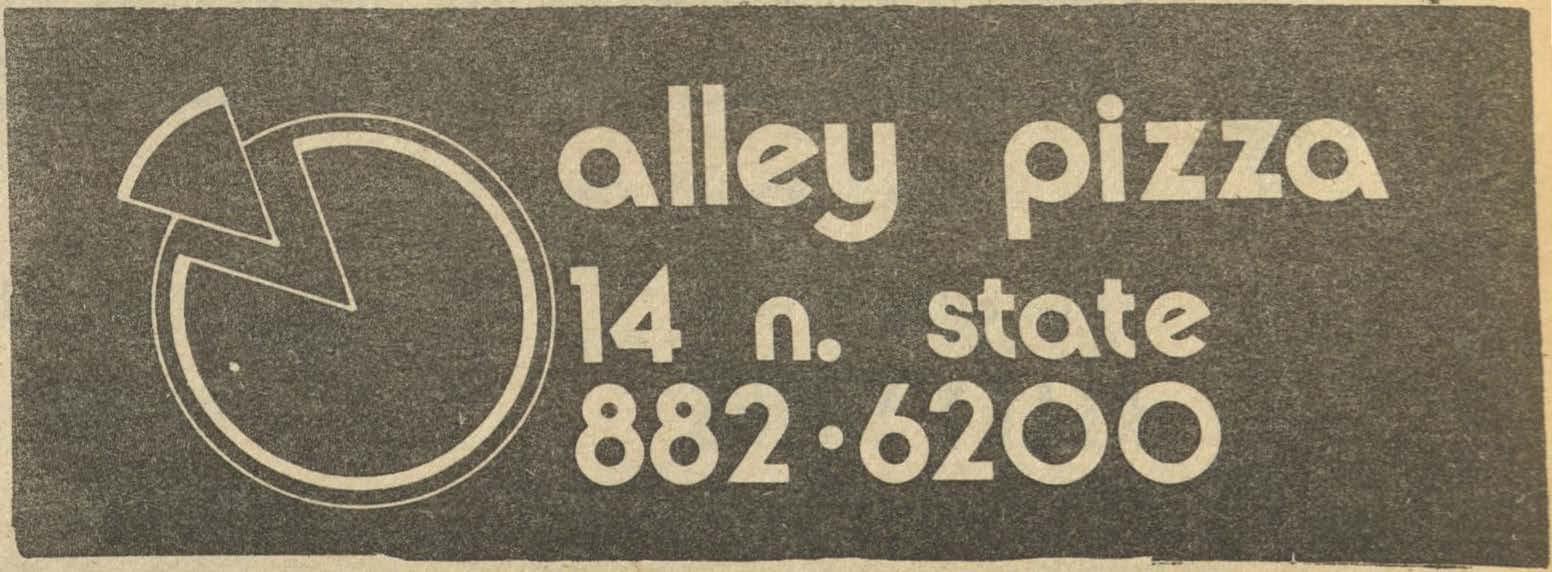 alley pizza
14 n. state
882·6200